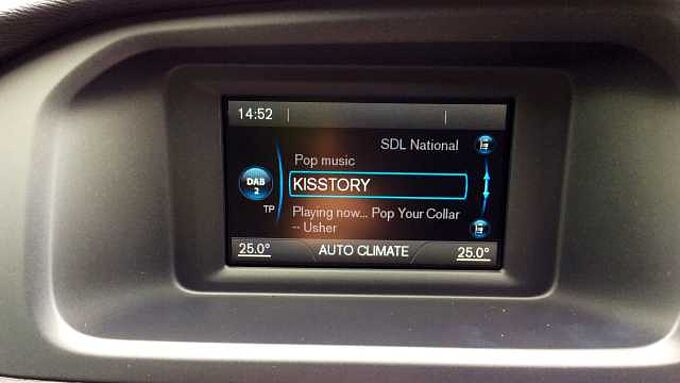 14:52
SDL National
Pop music
DAB
2
KISSTORY
TP
Playing now... Pop Your Collar
-- Usher
25.0° AUTO CLIMATE 25.0°